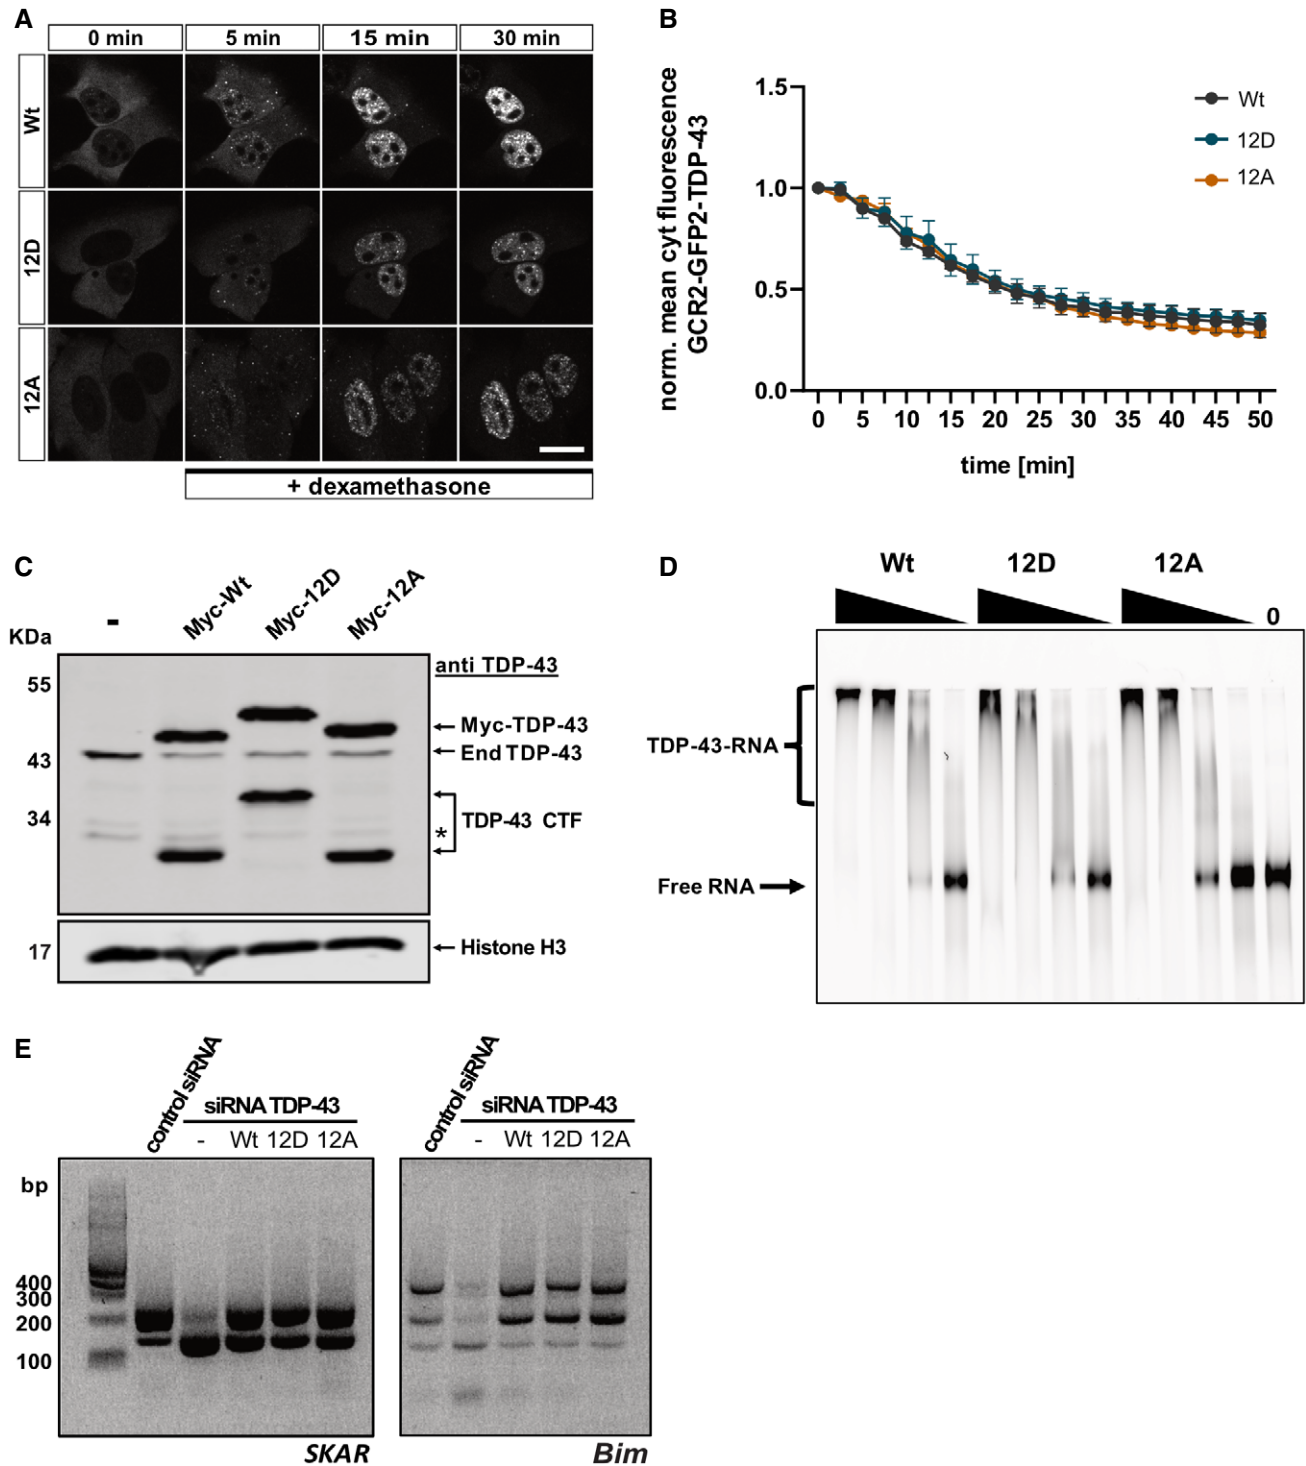 A
0 min 5 min 15 min 30 min
Wt
12D
12A
+ dexamethasone
B
norm. mean cyt fluorescence
GCR2-GFP2-TDP-43
1.5
1.0
0.5
0.0
Wt
12D
12A
0 5 10 15 20 25 30 35 40 45 50
time [min]
C
- Myc-Wt Myc-12D Myc-12A
KDa
55
43
34
17
anti TDP-43
Myc-TDP-43
End TDP-43
TDP-43 CTF
*
Histone H3
D
Wt 12D 12A 0
TDP-43-RNA
Free RNA
E
control siRNA
siRNA TDP-43
- Wt 12D 12A
bp
400
300
200
100
SKAR
control siRNA
siRNA TDP-43
- Wt 12D 12A
Bim